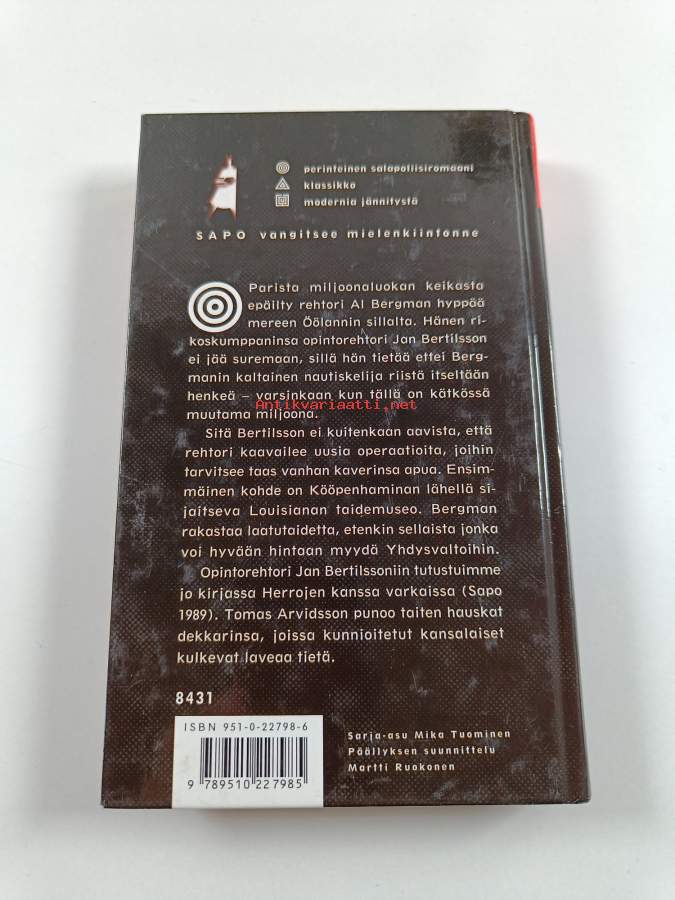 perinteinen salapoliisiromaani
klassikko
modernia jännitystä
SAPO vangitsee mielenkiintonne
Parista miljoonaluokan keikasta
epäilty rehtori Al Bergman hyppää
mereen Öölannin sillalta. Hänen ri-
koskumppaninsa opintorehtori Jan Bertilsson
ei jää suremaan, sillä hän tietää ettei Berg-
manin kaltainen nautiskelija riistä itseltään
henkeä – varsinkaan kun tällä on kätkössä
Antikvariaatti.net
muutama miljoona.
Sitä Bertilsson ei kuitenkaan aavista, että
rehtori kaavailee uusia operaatioita, joihin
tarvitsee taas vanhan kaverinsa apua. Ensim-
mäinen kohde on Kööpenhaminan lähellä si-
jaitseva Louisianan taidemuseo. Bergman
rakastaa laatutaidetta, etenkin sellaista jonka
voi hyvään hintaan myydä Yhdysvaltoihin.
Opintorehtori Jan Bertilssoniin tutustuimme
jo kirjassa Herrojen kanssa varkaissa (Sapo
1989). Tomas Arvidsson punoo taiten hauskat
dekkarinsa, joissa kunnioitetut kansalaiset
kulkevat laveaa tietä.
8431
ISBN 951-0-22798-6
9 789510 227985
Sarja-asu Mika Tuominen
Päällyksen suunnittelu
Martti Ruokonen